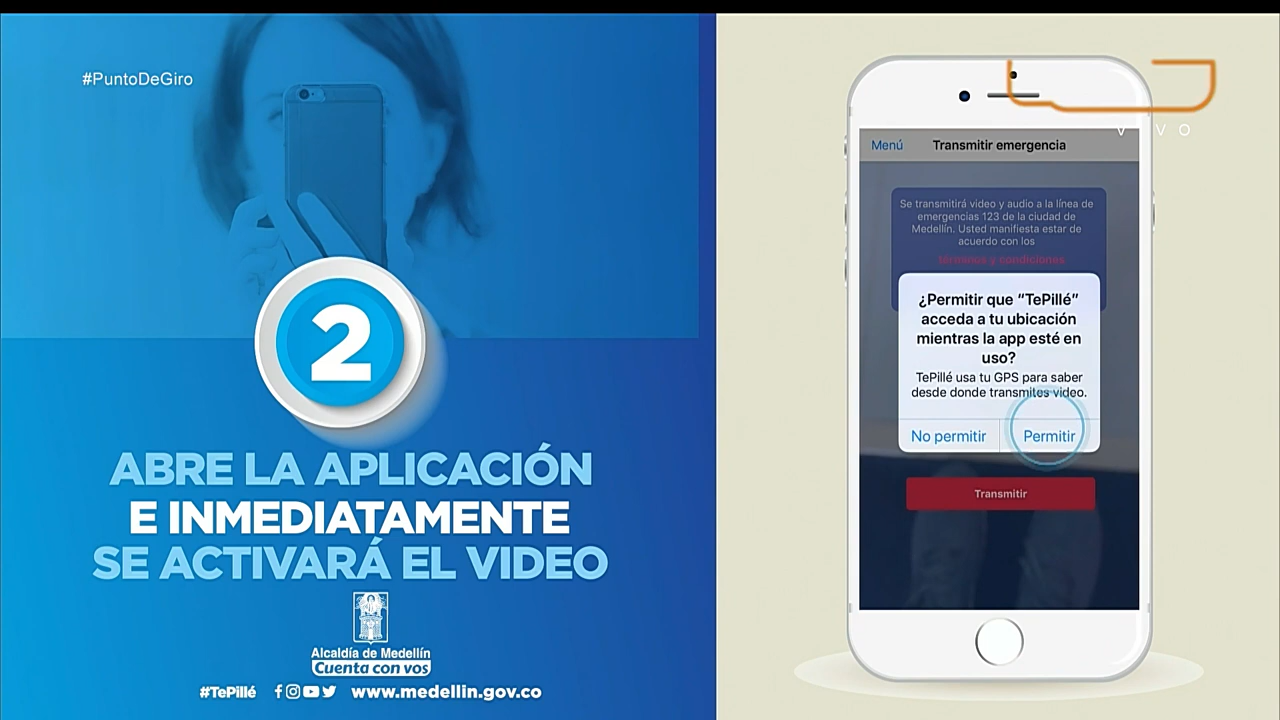 #PuntoDeGiro
2
ABRE LA APLICACIÓN
E INMEDIATAMENTE
SE ACTIVARÁ EL VIDEO
Alcaldía de Medellín
Cuenta con vos
#TePillé
www.medellin.gov.co
V VO
Menú
Transmitir emergencia
Se transmitirá video y audio a la línea de
emergencias 123 de la ciudad de
Medellín. Usted manifiesta estar de
acuerdo con los
términos y condiciones
¿Permitir que “TePillé”
acceda a tu ubicación
mientras la app esté en
uso?
TePillé usa tu GPS para saber
desde donde transmites video.
No permitir
Permitir
Transmitir